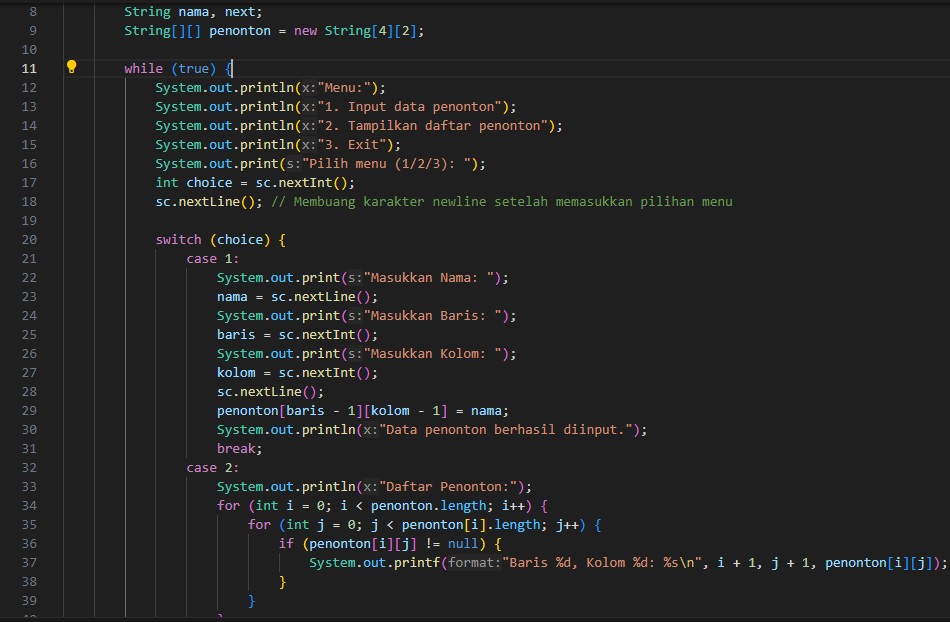 8 String nama, next;
9 String[][] penonton = new String[4][2];
10
11 while (true) {
12 System.out.println(x:"Menu:");
13 System.out.println(x:"1. Input data penonton");
14 System.out.println(x:"2. Tampilkan daftar penonton");
15 System.out.println(x:"3. Exit");
16 System.out.print(s:"Pilih menu (1/2/3): ");
17 int choice = sc.nextInt();
18 sc.nextLine(); // Membuang karakter newline setelah memasukkan pilihan menu
19
20 switch (choice) {
21 case 1:
22 System.out.print(s:"Masukkan Nama: ");
23 nama = sc.nextLine();
24 System.out.print(s:"Masukkan Baris: ");
25 baris = sc.nextInt();
26 System.out.print(s:"Masukkan Kolom: ");
27 kolom = sc.nextInt();
28 sc.nextLine();
29 penonton[baris - 1][kolom - 1] = nama;
30 System.out.println(x:"Data penonton berhasil diinput.");
31 break;
32 case 2:
33 System.out.println(x:"Daftar Penonton:");
34 for (int i = 0; i < penonton.length; i++) {
35 for (int j = 0; j < penonton[i].length; j++) {
36 if (penonton[i][j] != null) {
37 System.out.printf(format:"Baris %d, Kolom %d: %s\n", i + 1, j + 1, penonton[i][j]);
38 }
39 }